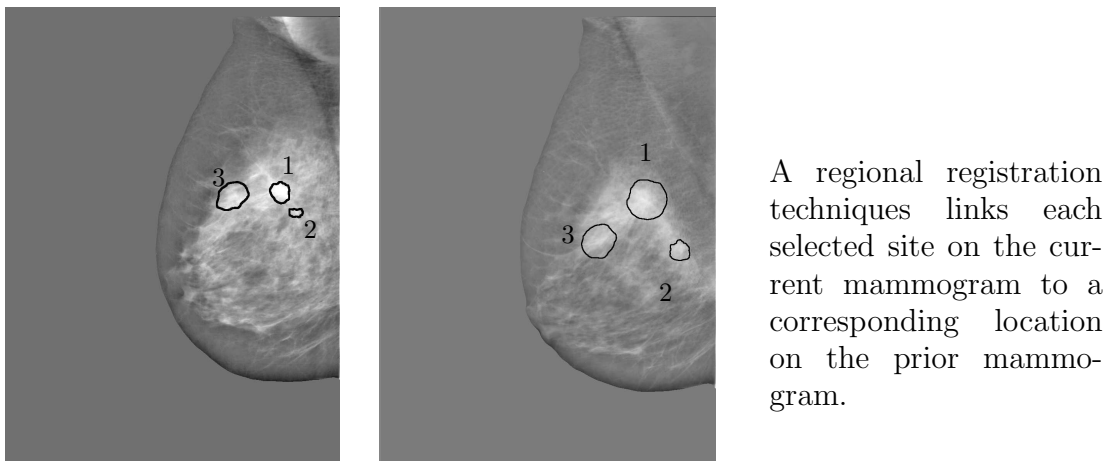 1
3
2
1
3
2
A regional registration
techniques links each
selected site on the cur-
rent mammogram to a
corresponding location
on the prior mammo-
gram.